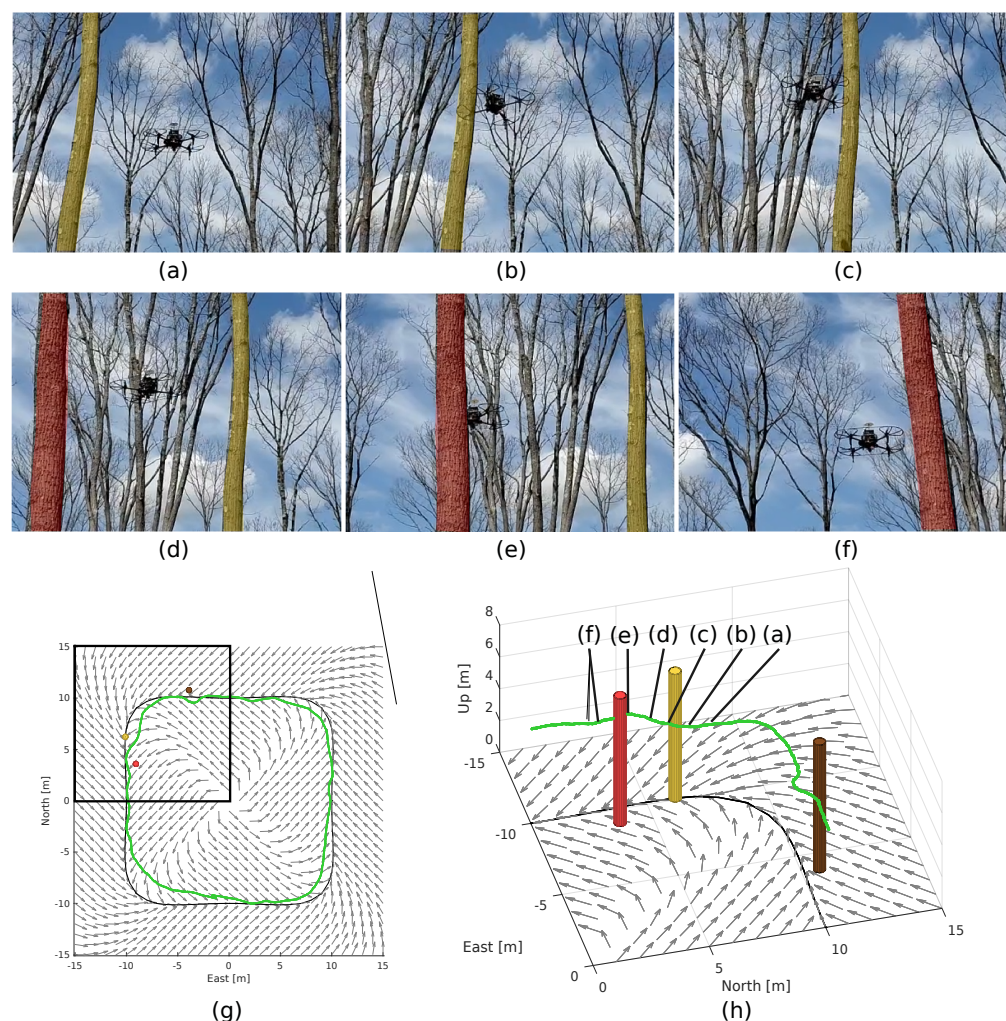 (a) (b) (c)
(d) (e) (f)
15
10
5
0
-5
-10
-15
North [m]
-15 -10 -5 0 5 10 15
East [m]
(g)
8
6
4
2
0
Up [m]
(f) (e) (d) (c) (b) (a)
-15
-10
-5
0
East [m]
0 5 10 15
North [m]
(h)